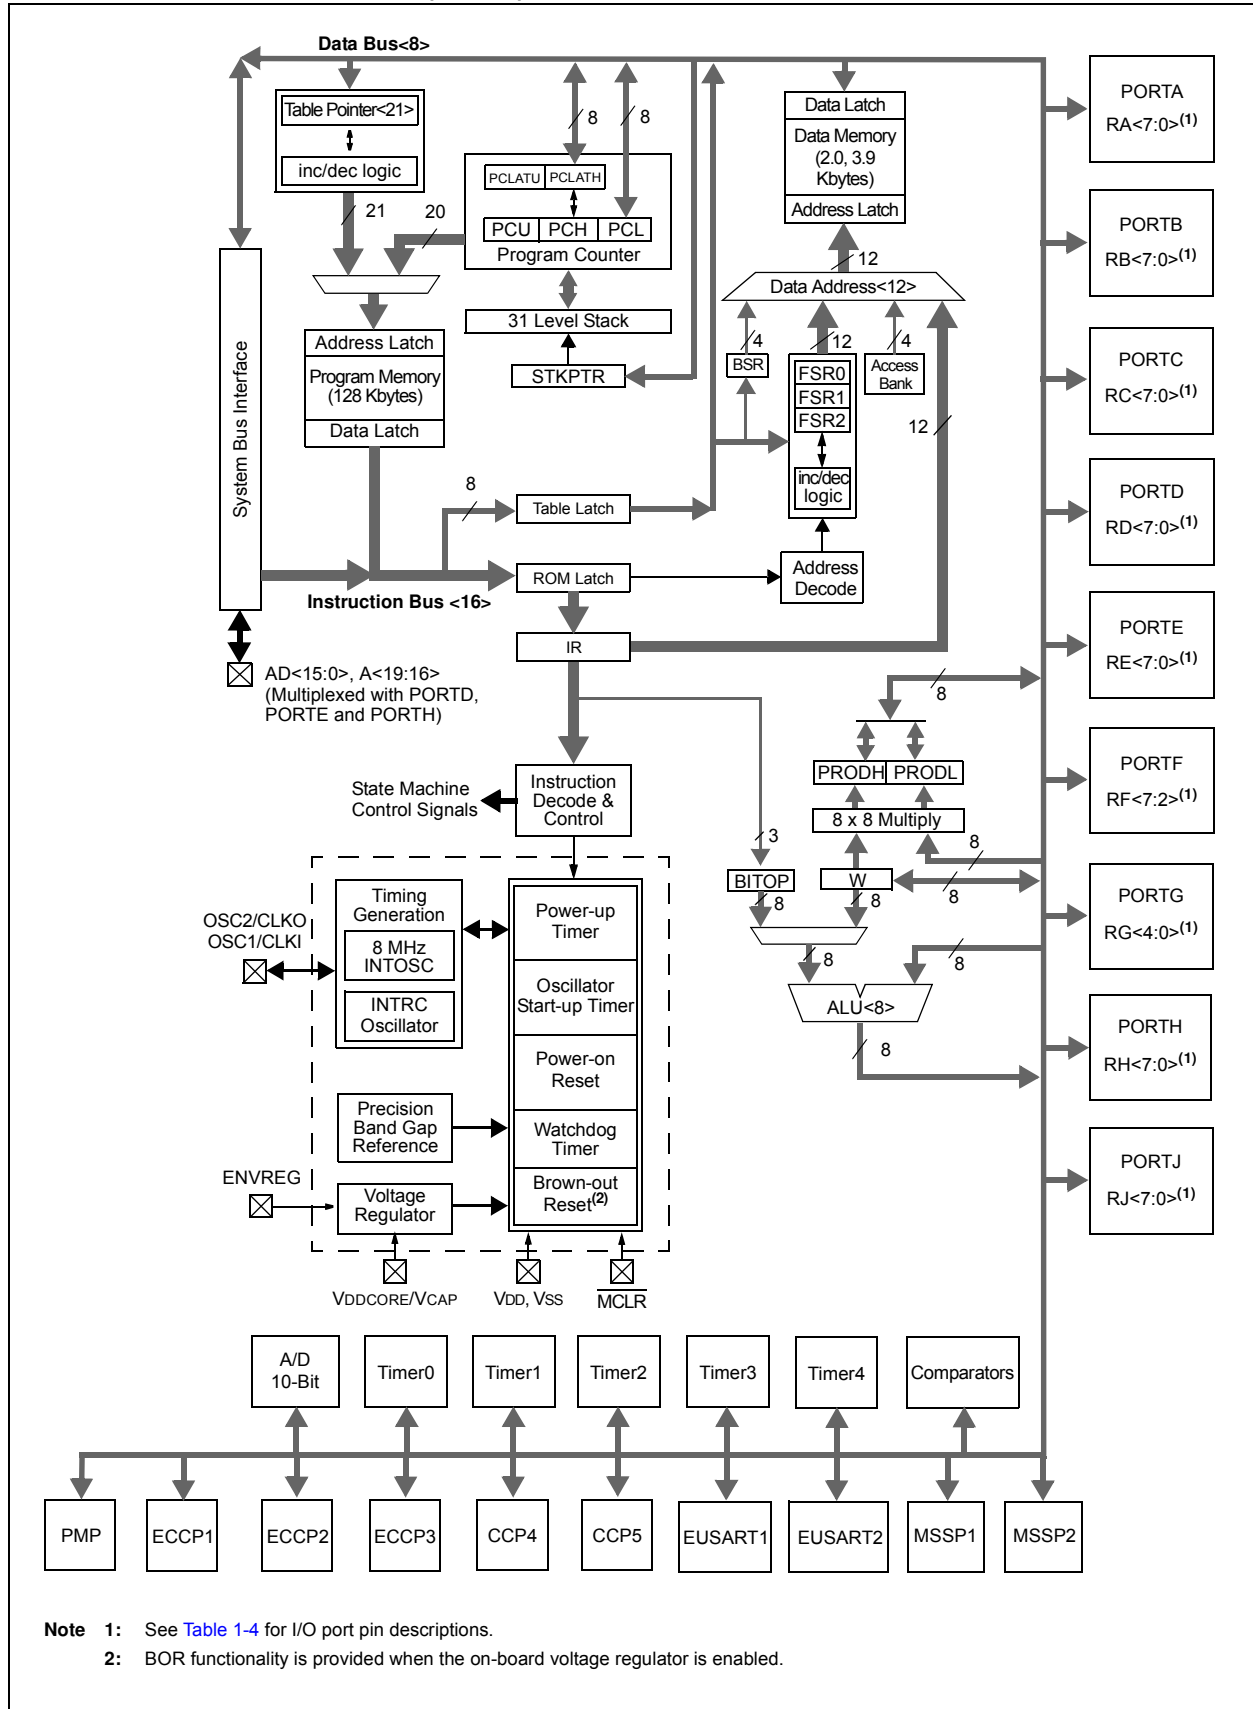 Data Bus<8>
Table Pointer<21>
inc/dec logic
21
20
8
8
PCLATU
PCLATH
PCU
PCH
PCL
Program Counter
31 Level Stack
STKPTR
Data Latch
Data Memory
(2.0, 3.9
Kbytes)
Address Latch
12
Data Address<12>
4
12
4
BSR
FSR0
FSR1
FSR2
inc/dec
logic
Access
Bank
12
Address
Decode
System Bus Interface
Address Latch
Program Memory
(128 Kbytes)
Data Latch
8
Table Latch
ROM Latch
Instruction Bus <16>
IR
AD<15:0>, A<19:16>
(Multiplexed with PORTD,
PORTE and PORTH)
State Machine
Control Signals
Instruction
Decode &
Control
8
PRODH
PRODL
8 x 8 Multiply
3
8
BITOP
W
8
8
8
8
8
ALU<8>
8
OSC2/CLKO
OSC1/CLKI
Timing
Generation
8 MHz
INTOSC
INTRC
Oscillator
Power-up
Timer
Oscillator
Start-up Timer
Power-on
Reset
Watchdog
Timer
Brown-out
Reset(2)
Precision
Band Gap
Reference
ENVREG
Voltage
Regulator
VDDCORE/VCAP
VDD, VSS
MCLR
PORTA
RA<7:0>(1)
PORTB
RB<7:0>(1)
PORTC
RC<7:0>(1)
PORTD
RD<7:0>(1)
PORTE
RE<7:0>(1)
PORTF
RF<7:2>(1)
PORTG
RG<4:0>(1)
PORTH
RH<7:0>(1)
PORTJ
RJ<7:0>(1)
A/D
10-Bit
Timer0
Timer1
Timer2
Timer3
Timer4
Comparators
PMP
ECCP1
ECCP2
ECCP3
CCP4
CCP5
EUSART1
EUSART2
MSSP1
MSSP2
Note 1: See Table 1-4 for I/O port pin descriptions.
2: BOR functionality is provided when the on-board voltage regulator is enabled.